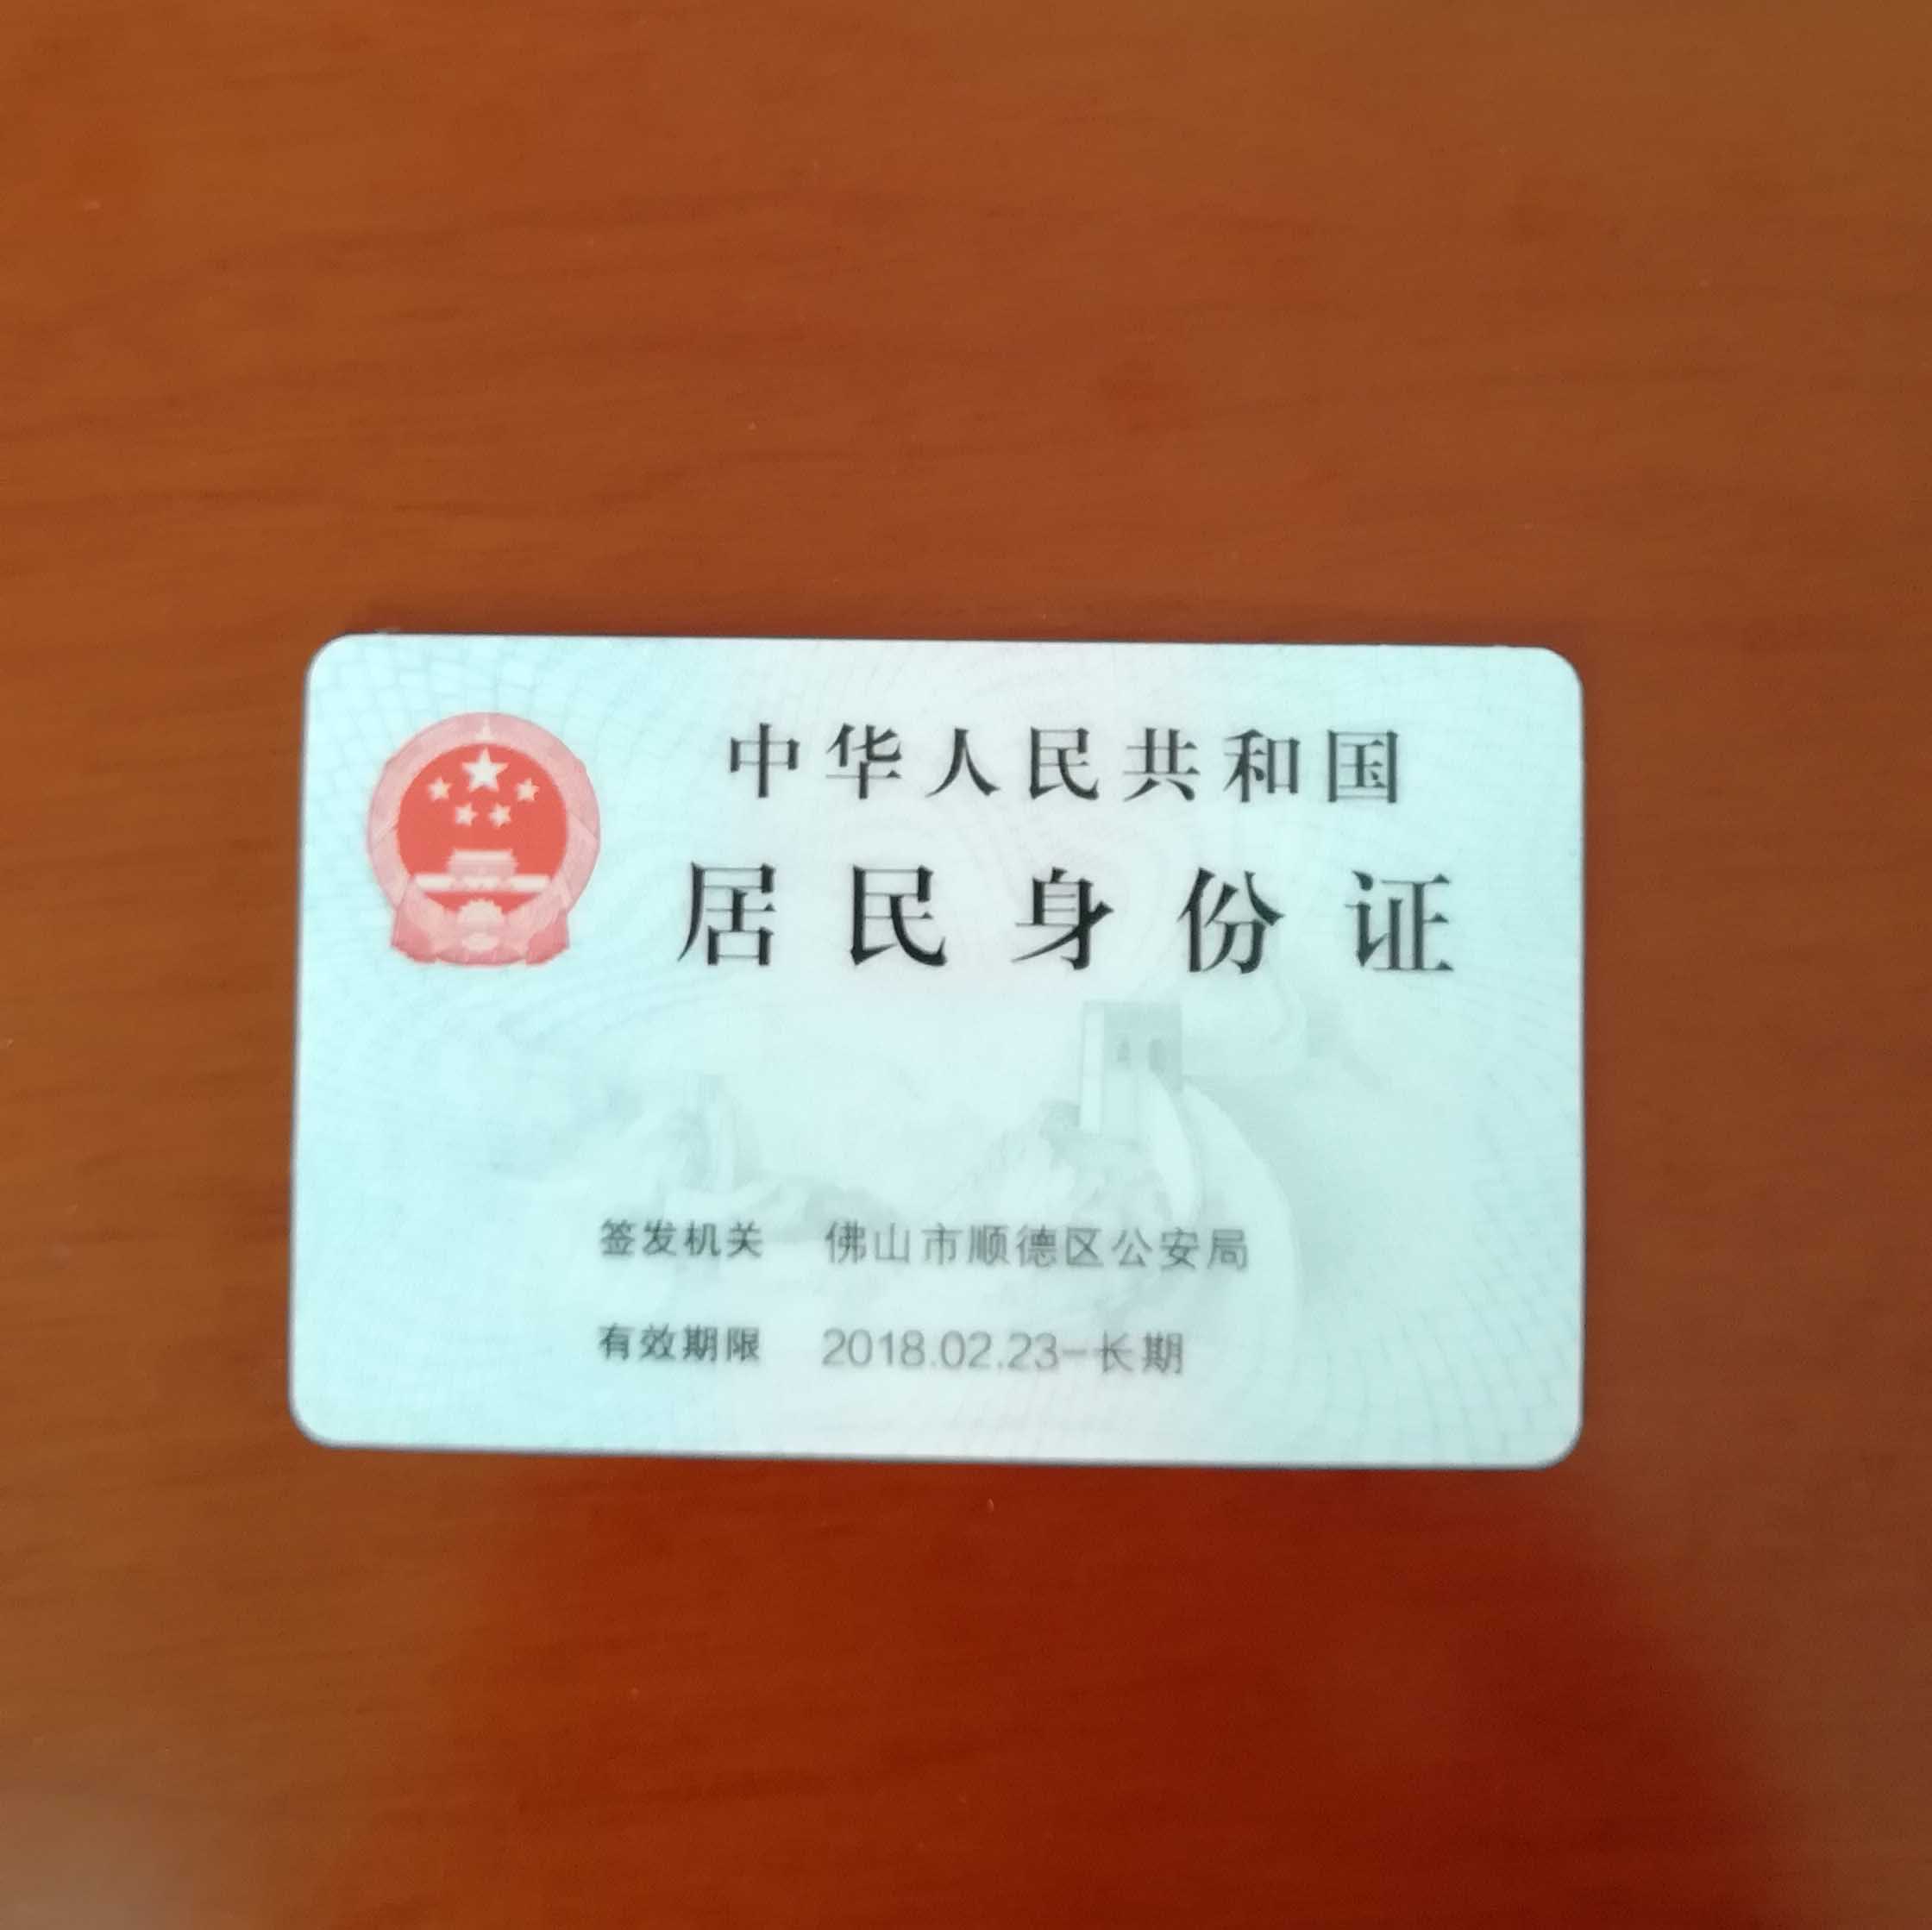 中华人民共和国
居民身份证
签发机关 佛山市顺德区公安局
有效期限 2018.02.23-长期